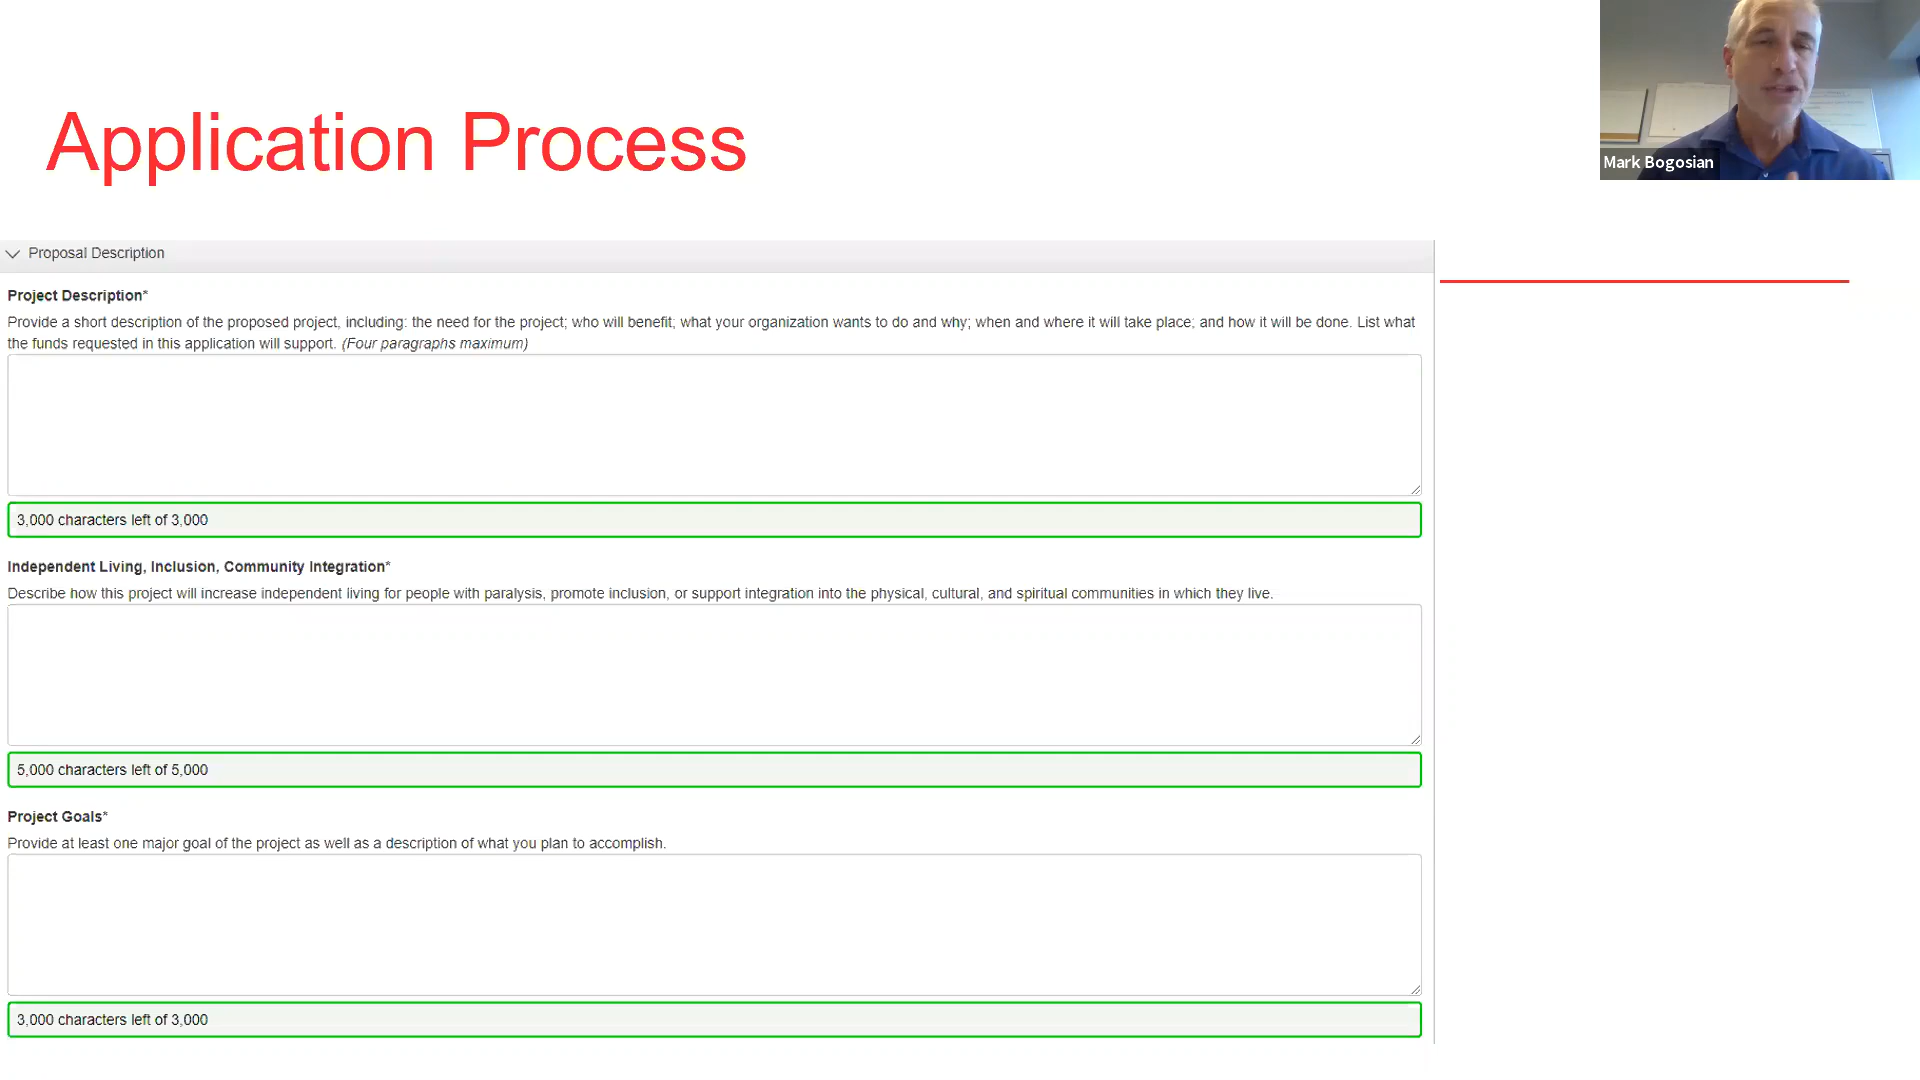 Application Process
Mark Bogosian
Proposal Description
Project Description*
Provide a short description of the proposed project, including: the need for the project; who will benefit; what your organization wants to do and why; when and where it will take place; and how it will be done. List what
the funds requested in this application will support. (Four paragraphs maximum)
3,000 characters left of 3,000
Independent Living, Inclusion, Community Integration*
Describe how this project will increase independent living for people with paralysis, promote inclusion, or support integration into the physical, cultural, and spiritual communities in which they live.
5,000 characters left of 5,000
Project Goals*
Provide at least one major goal of the project as well as a description of what you plan to accomplish.
3,000 characters left of 3,000